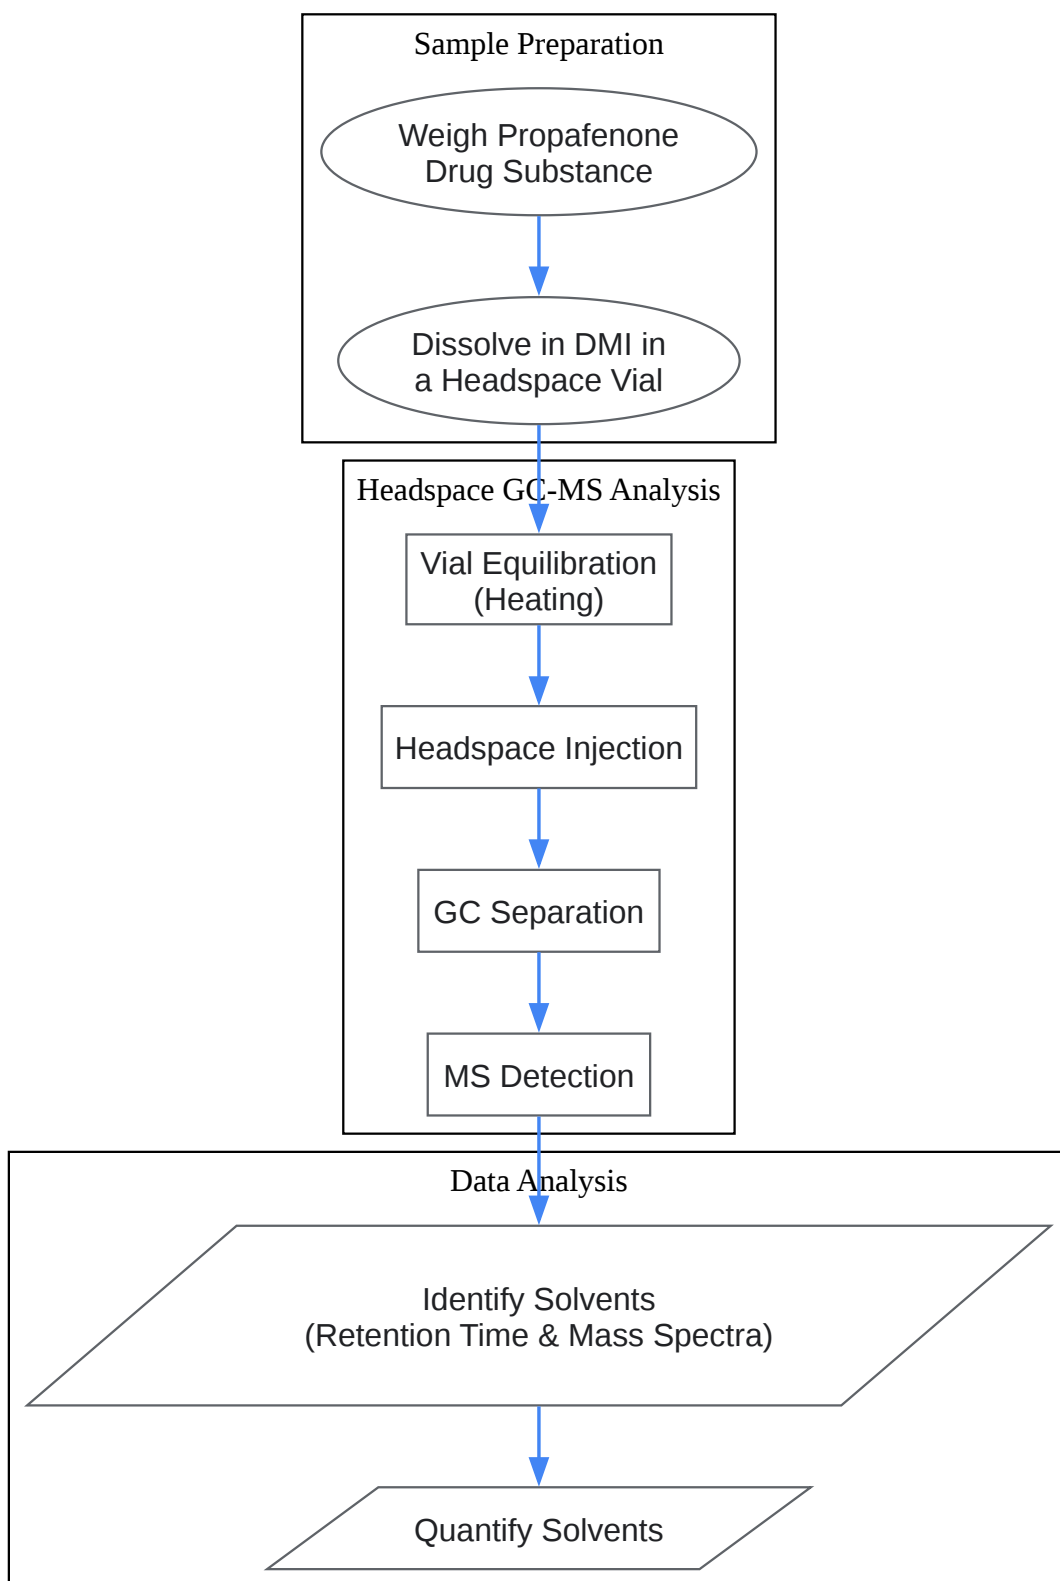 Sample Preparation
Weigh Propafenone
Drug Substance
Dissolve in DMI in
a Headspace Vial
Headspace GC-MS Analysis
Vial Equilibration
(Heating)
Headspace Injection
GC Separation
MS Detection
Data Analysis
Identify Solvents
(Retention Time & Mass Spectra)
Quantify Solvents